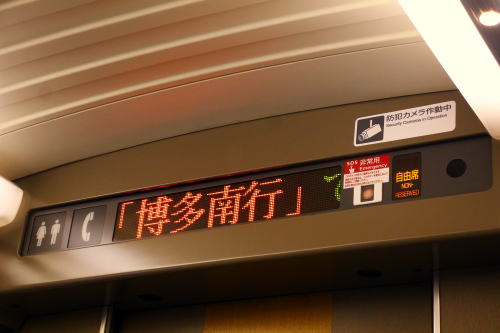 防犯カメラ作動中
Security Camera in Operation
「博多南行」
SOS 非常用
Emergency
自由席
NON-
RESERVED